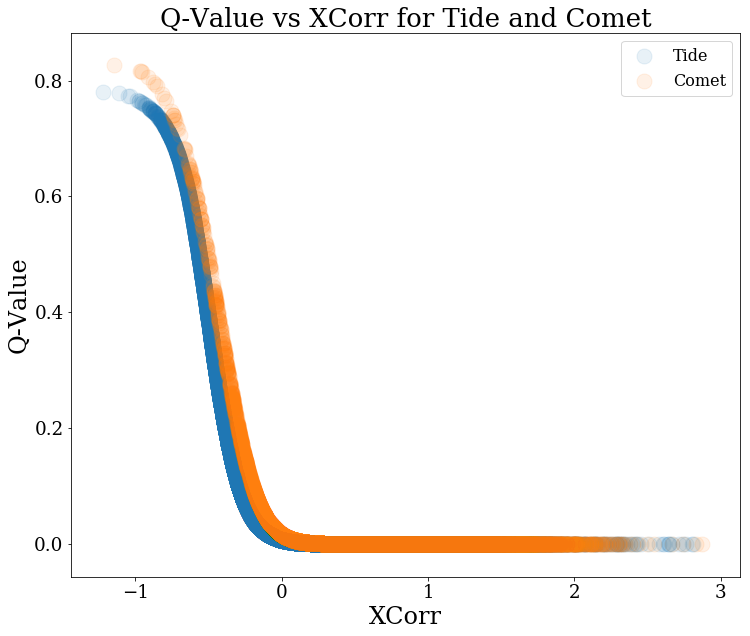 Q-Value vs XCorr for Tide and Comet
Tide
Comet
Q-Value
0.8
0.6
0.4
0.2
0.0
−1
0
1
2
3
XCorr